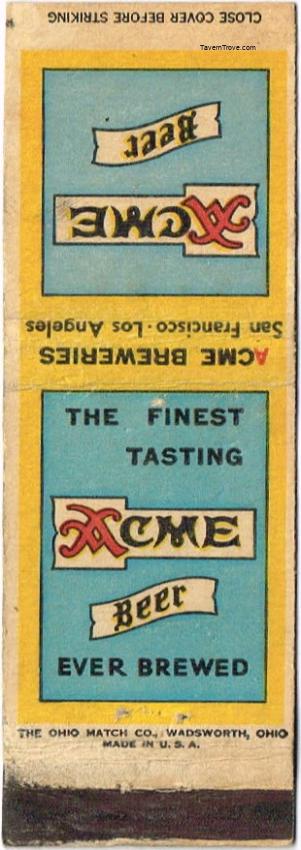 CLOSE COVER BEFORE STRIKING
TavernTrove.com
Beer
ACME
San Francisco - Los Angeles
ACME BREWERIES
THE FINEST
TASTING
ACME
Beer
EVER BREWED
THE OHIO MATCH CO., WADSWORTH, OHIO
MADE IN U. S. A.